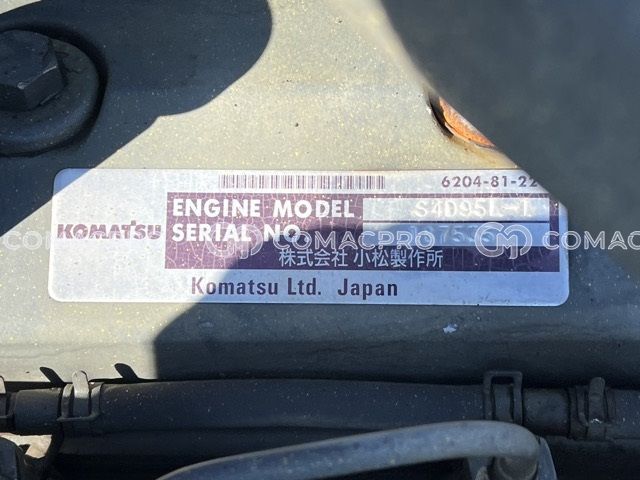 6204-81-22
KOMATSU
ENGINE MODEL S4D95L-1
SERIAL NO.
株式会社 小松製作所
Komatsu Ltd. Japan
COMACPRO COMACPRO